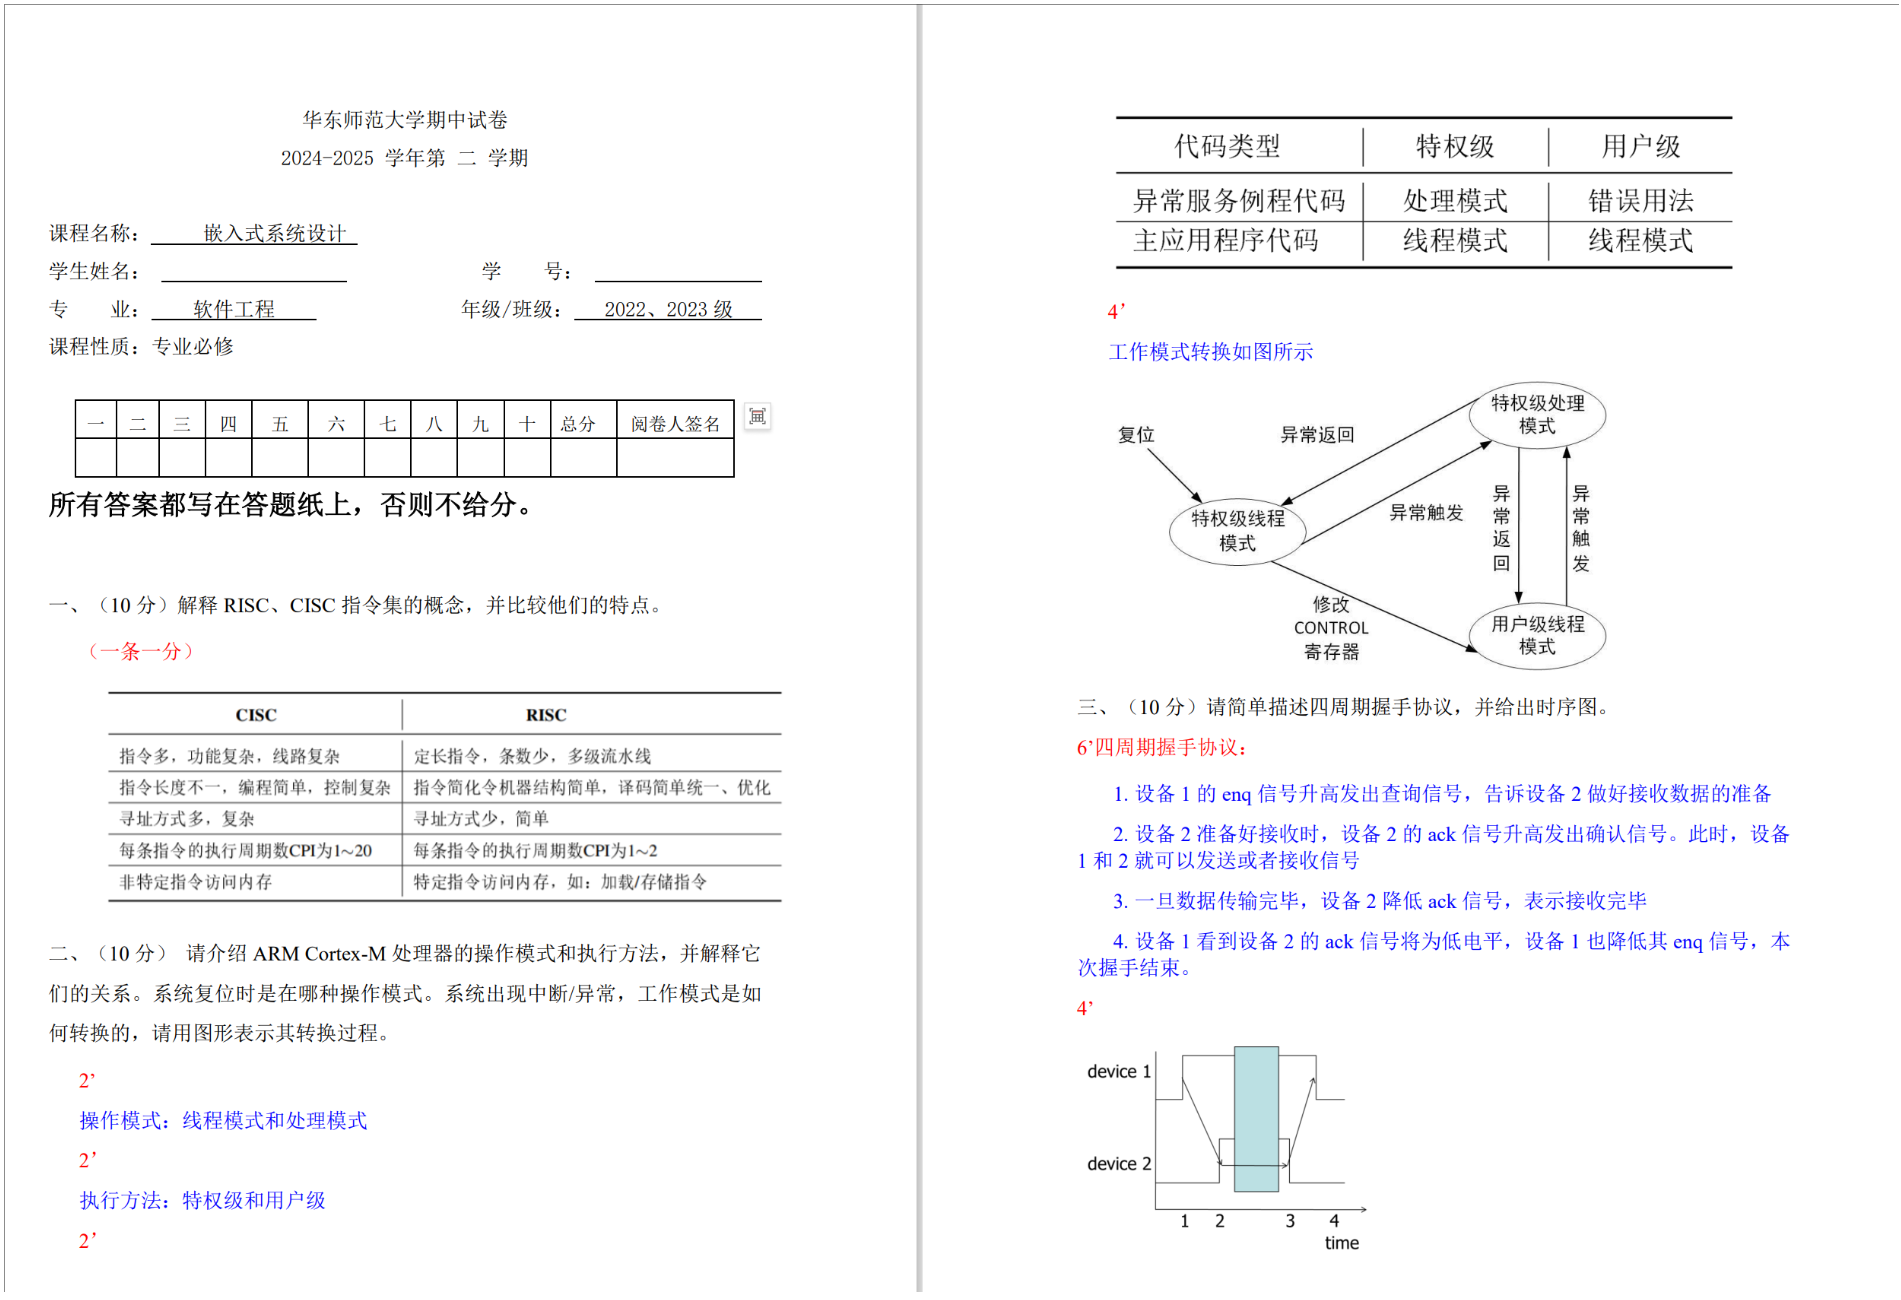 华东师范大学期中试卷
2024-2025 学年第 二 学期
课程名称： 嵌入式系统设计
学生姓名： 学 号：
专 业： 软件工程 年级/班级： 2022、2023 级
课程性质：专业必修
一 二 三 四 五 六 七 八 九 十 总分 阅卷人签名
所有答案都写在答题纸上，否则不给分。
一、（10 分）解释 RISC、CISC 指令集的概念，并比较他们的特点。
（一条一分）
CISC RISC
指令多，功能复杂，线路复杂 定长指令，条数少，多级流水线
指令长度不一，编程简单，控制复杂 指令简化令机器结构简单，译码简单统一、优化
寻址方式多，复杂 寻址方式少，简单
每条指令的执行周期数CPI为1~20 每条指令的执行周期数CPI为1~2
非特定指令访问内存 特定指令访问内存，如：加载/存储指令
二、（10 分） 请介绍 ARM Cortex-M 处理器的操作模式和执行方法，并解释它
们的关系。系统复位时是在哪种操作模式。系统出现中断/异常，工作模式是如
何转换的，请用图形表示其转换过程。
2’
操作模式：线程模式和处理模式
2’
执行方法：特权级和用户级
2’
代码类型 特权级 用户级
异常服务例程代码 处理模式 错误用法
主应用程序代码 线程模式 线程模式
4’
工作模式转换如图所示
特权级处理
模式
复位
异常返回
特权级线程
模式
异常触发
异常返回
异常触发
修改
CONTROL
寄存器
用户级线程
模式
三、（10 分）请简单描述四周期握手协议，并给出时序图。
6’四周期握手协议：
1. 设备 1 的 enq 信号升高发出查询信号，告诉设备 2 做好接收数据的准备
2. 设备 2 准备好接收时，设备 2 的 ack 信号升高发出确认信号。此时，设备
1 和 2 就可以发送或者接收信号
3. 一旦数据传输完毕，设备 2 降低 ack 信号，表示接收完毕
4. 设备 1 看到设备 2 的 ack 信号将为低电平，设备 1 也降低其 enq 信号，本
次握手结束。
4’
device 1
device 2
1 2 3 4
time